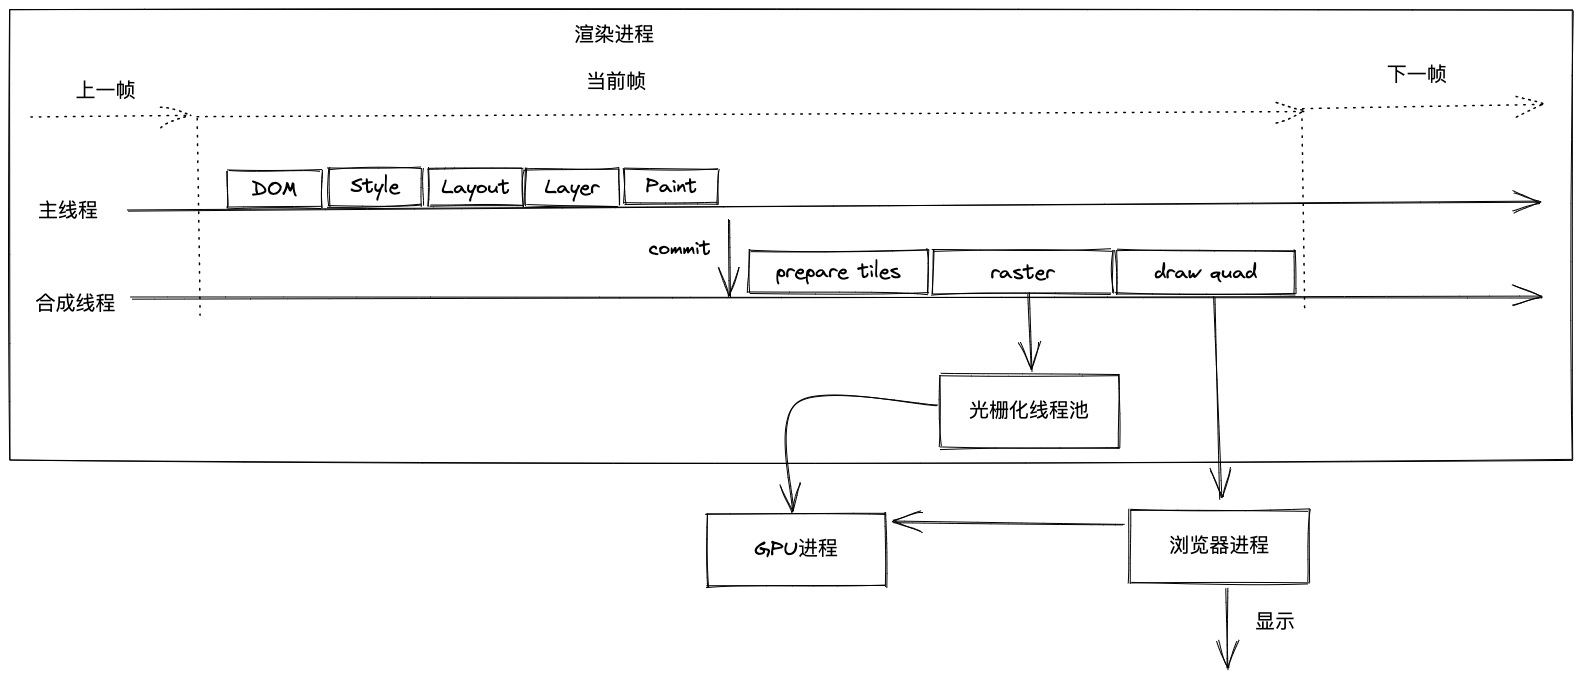 渲染进程
当前帧
上一帧
下一帧
DOM
Style
Layout
Layer
Paint
主线程
commit
prepare tiles
raster
draw quad
合成线程
光栅化线程池
GPU进程
浏览器进程
显示